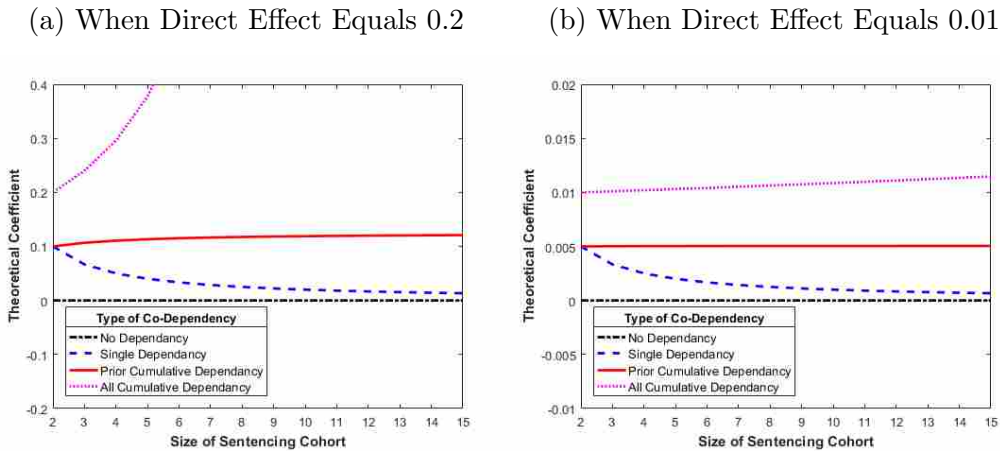 (a) When Direct Effect Equals 0.2
(b) When Direct Effect Equals 0.01
Theoretical Coefficient
0.4
0.3
0.2
0.1
0
-0.1
-0.2
Type of Co-Dependency
No Dependancy
Single Dependancy
Prior Cumulative Dependancy
All Cumulative Dependancy
2 3 4 5 6 7 8 9 10 11 12 13 14 15
Size of Sentencing Cohort
Theoretical Coefficient
0.02
0.015
0.01
0.005
0
-0.005
-0.01
Type of Co-Dependency
No Dependancy
Single Dependancy
Prior Cumulative Dependancy
All Cumulative Dependancy
2 3 4 5 6 7 8 9 10 11 12 13 14 15
Size of Sentencing Cohort